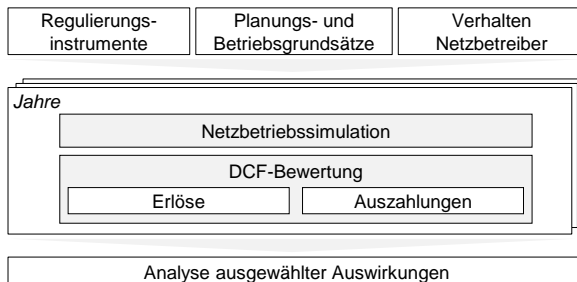 Regulierungs-
instrumente
Planungs- und
Betriebsgrundsätze
Verhalten
Netzbetreiber
Jahre
Netzbetriebssimulation
DCF-Bewertung
Erlöse
Auszahlungen
Analyse ausgewählter Auswirkungen